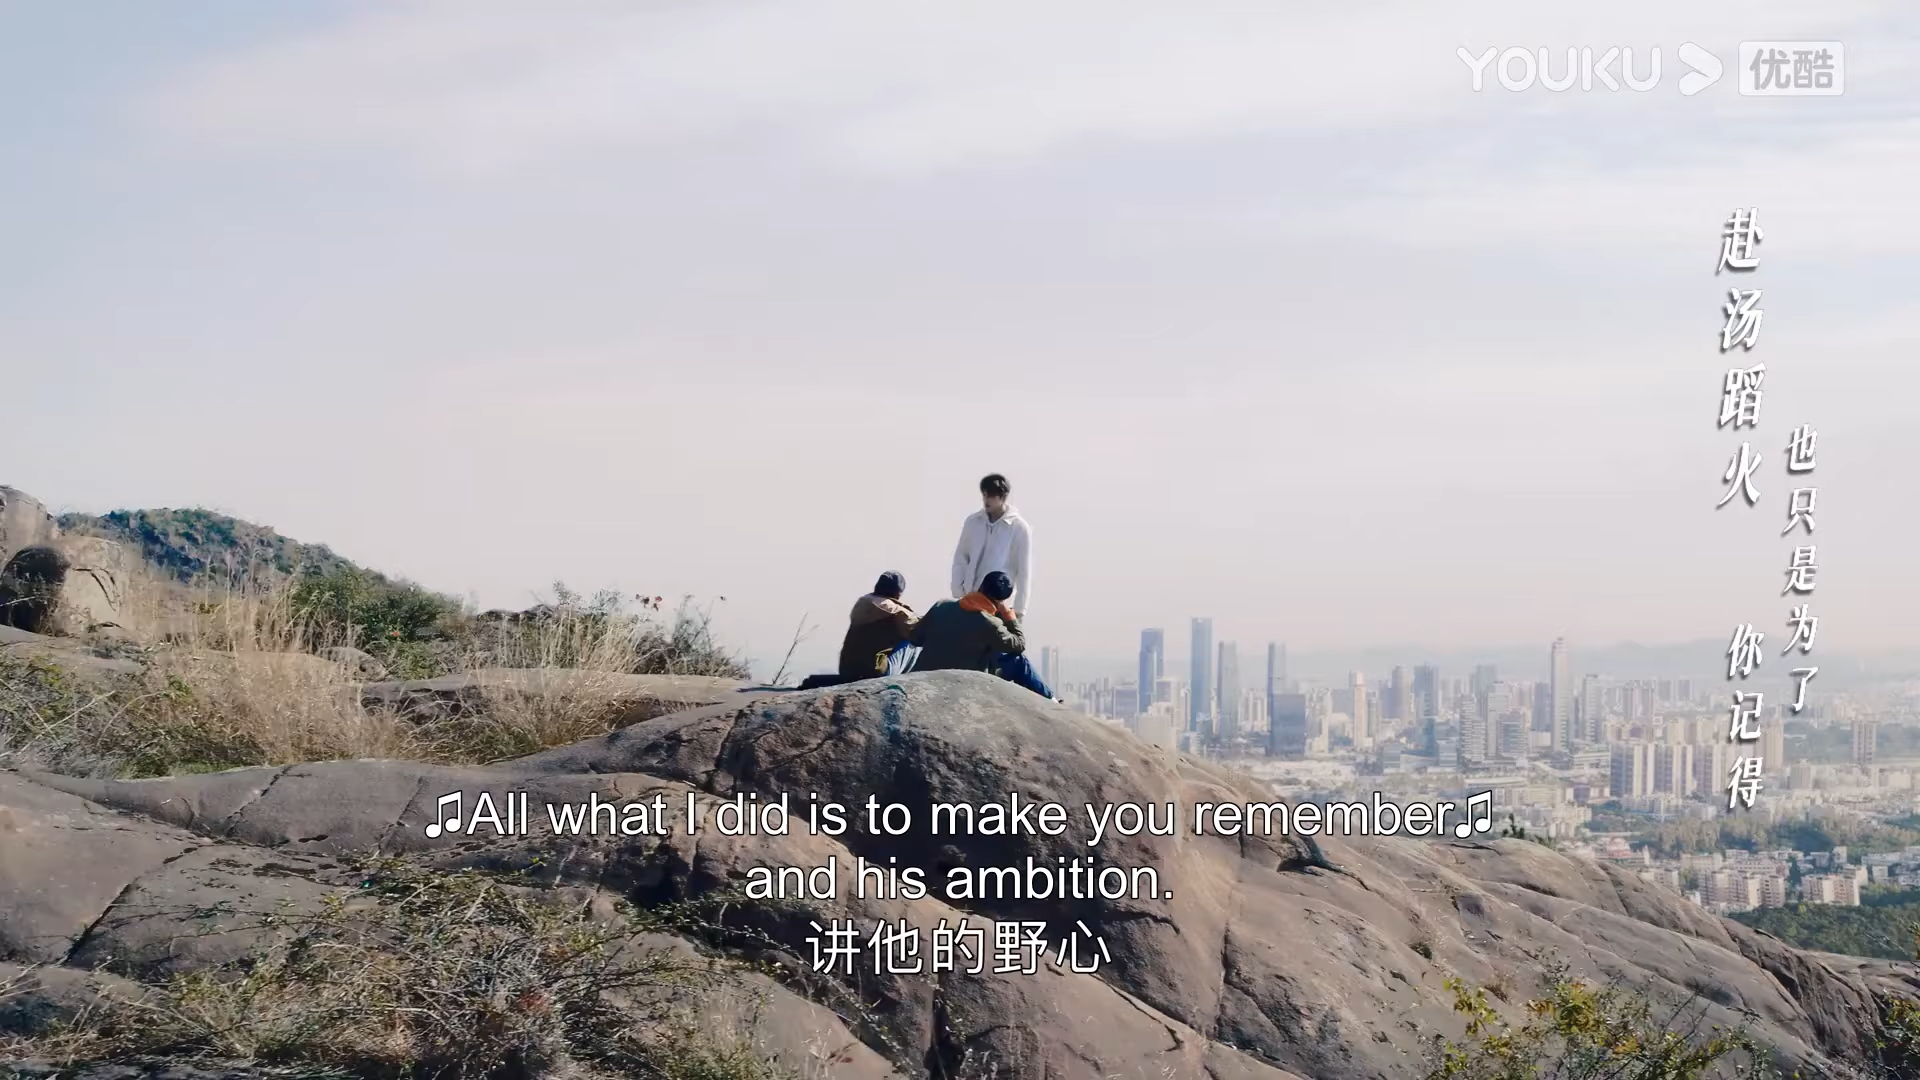 YOUKU 优酷
赴汤蹈火
也只是为了
你记得
♫All what I did is to make you remember♫
and his ambition.
讲他的野心